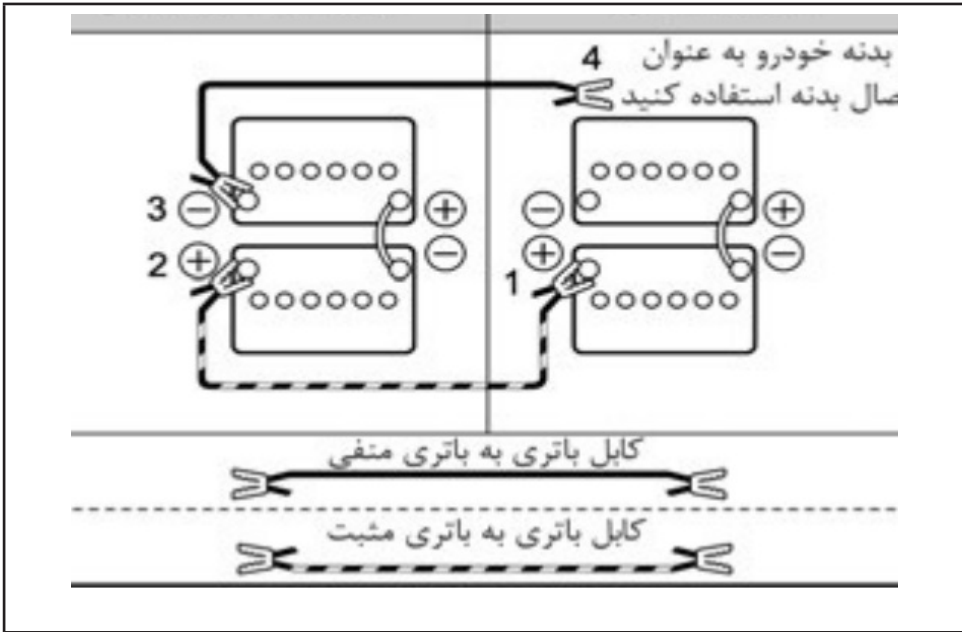 4 بدنه خودرو به عنوان
صال بدنه استفاده کنید
3 − + − +
2 + − + −
1
کابل باتری به باتری منفی
کابل باتری به باتری مثبت